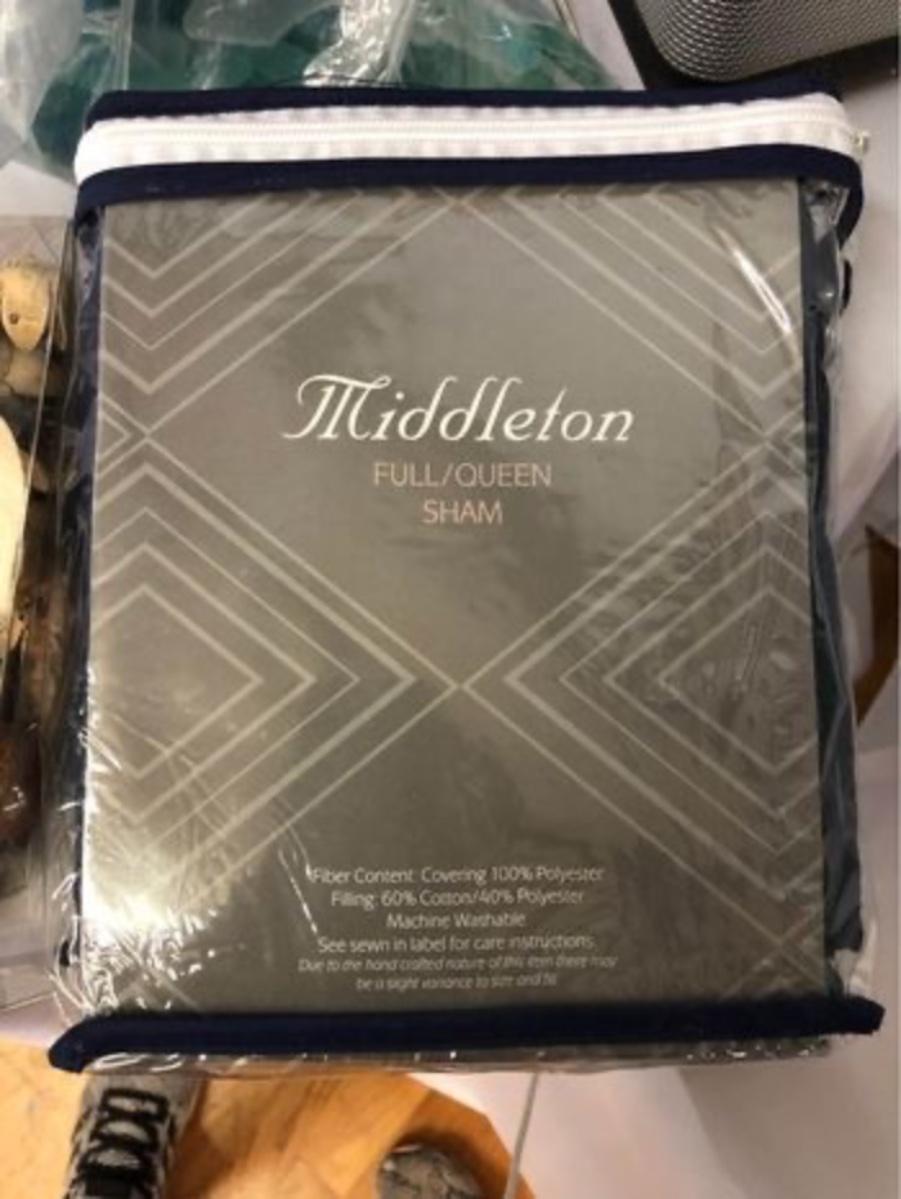 Middleton
FULL/QUEEN
SHAM
Fiber Content: Covering 100% Polyester
Filling: 60% Cotton/40% Polyester
Machine Washable
See sewn in label for care instructions
Due to the hand crafted nature of this item there may
be a slight variance to size and fill